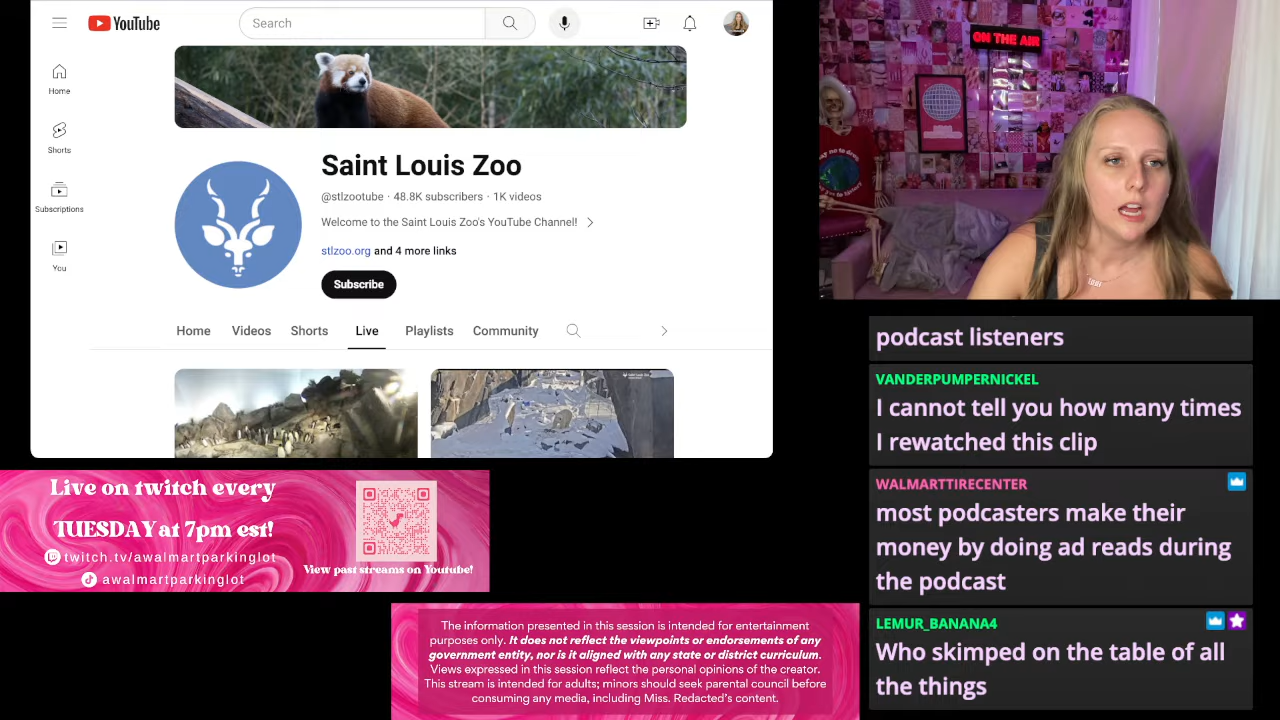 YouTube
Search
Home
Shorts
Subscriptions
You
Saint Louis Zoo
@stlzootube · 48.8K subscribers · 1K videos
Welcome to the Saint Louis Zoo's YouTube Channel!
stlzoo.org and 4 more links
Subscribe
Home Videos Shorts Live Playlists Community
ON THE AIR
podcast listeners
VANDERPUMPERNICKEL
I cannot tell you how many times
I rewatched this clip
WALMARTTIRECENTER
most podcasters make their
money by doing ad reads during
the podcast
LEMUR_BANANA4
Who skimped on the table of all
the things
Live on twitch every
TUESDAY at 7pm est!
twitch.tv/awalmartparkinglot
awalmartparkinglot
View past streams on Youtube!
The information presented in this session is intended for entertainment
purposes only. It does not reflect the viewpoints or endorsements of any
government entity, nor is it aligned with any state or district curriculum.
Views expressed in this session reflect the personal opinions of the creator.
This stream is intended for adults; minors should seek parental council before
consuming any media, including Miss. Redacted's content.